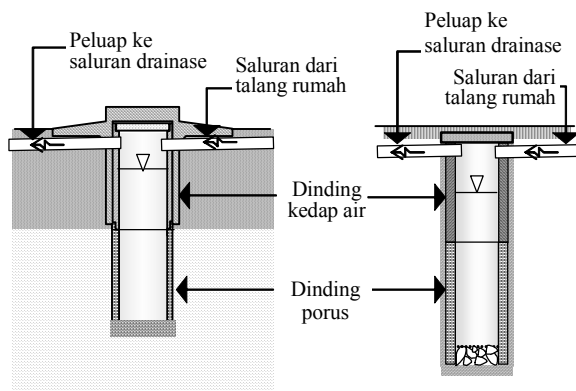 Peluap ke
saluran drainase
Saluran dari
talang rumah
Peluap ke
saluran drainase
Saluran dari
talang rumah
Dinding
kedap air
Dinding
porus